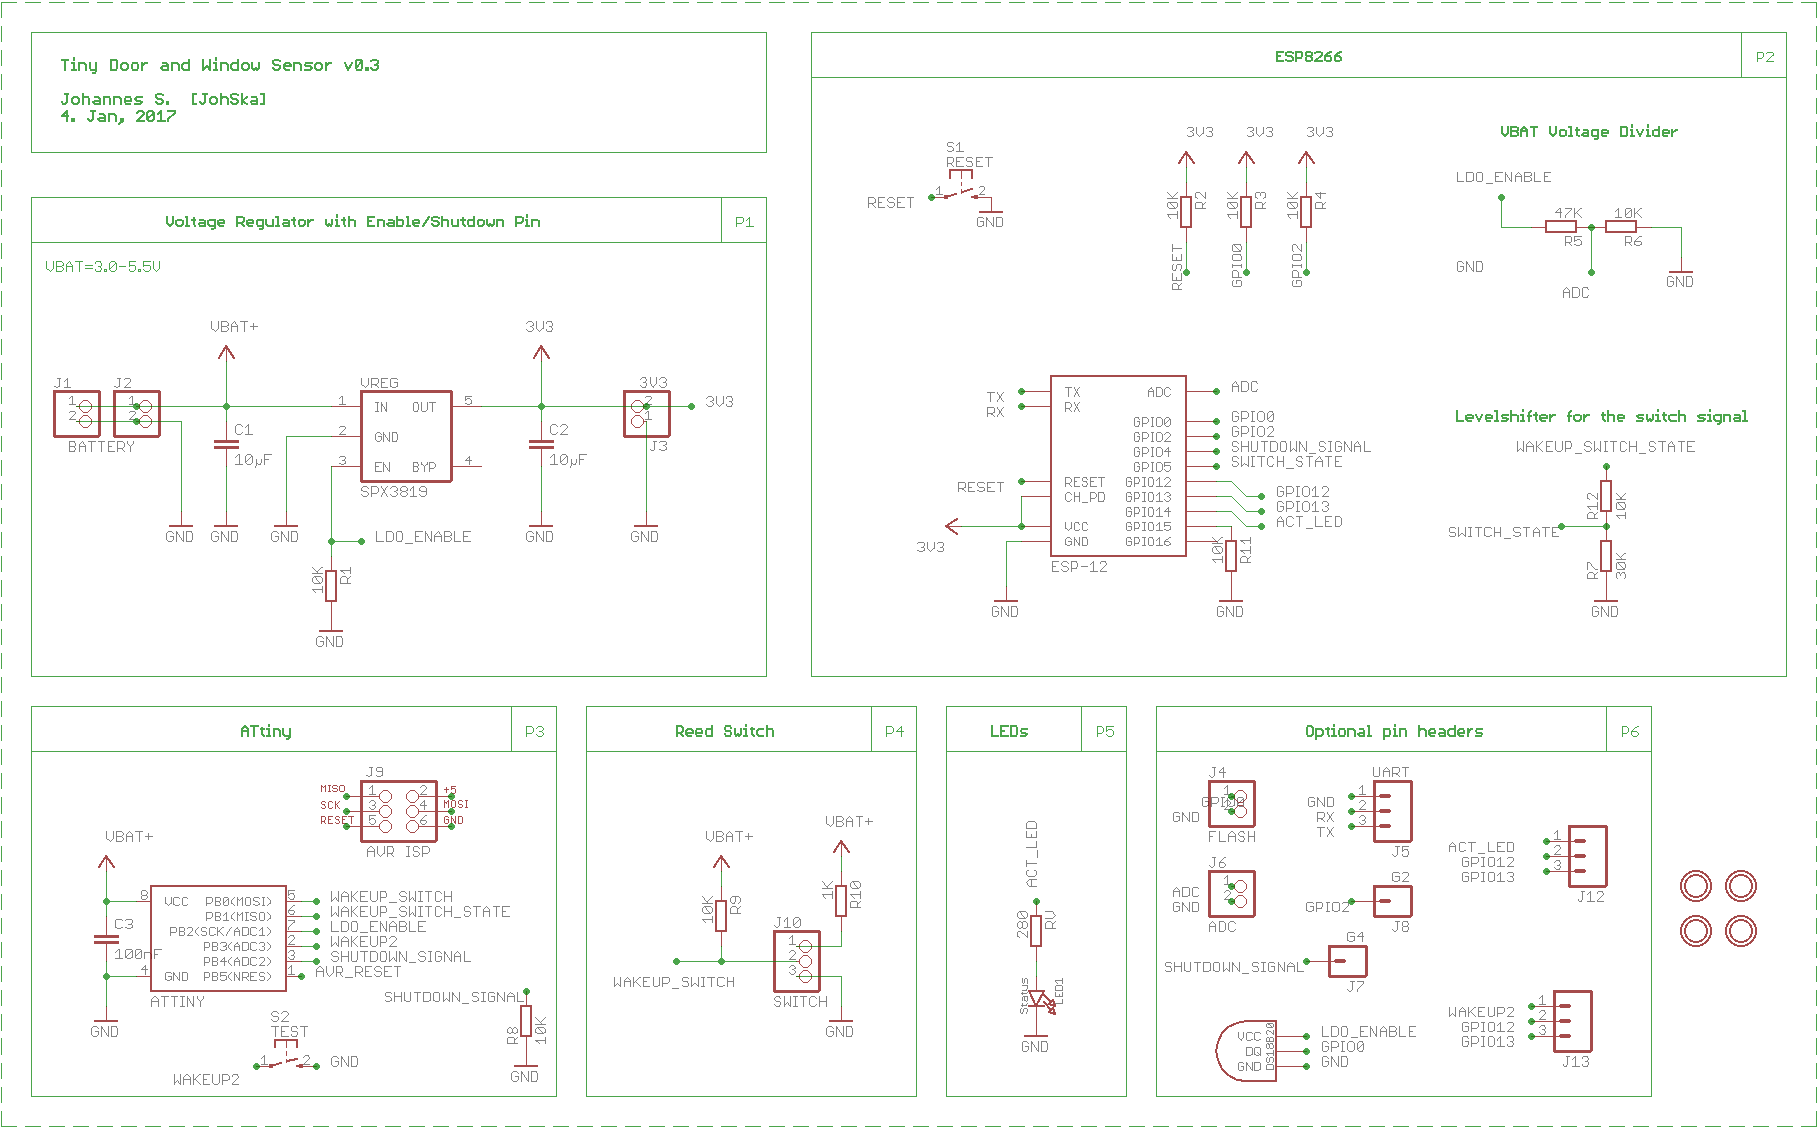 Tiny Door and Window Sensor v0.3
Johannes S. [JohSka]
4. Jan, 2017
Voltage Regulator with Enable/Shutdown Pin
P1
VBAT=3.0-5.5V
VBAT+
3V3
J1
J2
VREG
3V3
1
1
1
IN
OUT
5
2
3V3
2
2
C1
2
GND
C2
1
BATTERY
10µF
3
EN
BYP
4
10µF
J3
SPX3819
GND
GND
GND
GND
GND
LDO_ENABLE
10K
R1
GND
ESP8266
P2
S1
RESET
RESET
1
2
GND
3V3
3V3
3V3
10K
R2
10K
R3
10K
R4
RESET
GPIO0
GPIO2
VBAT Voltage Divider
LDO_ENABLE
47K
10K
R5
R6
GND
ADC
GND
TX
RX
TX
RX
ADC
ADC
GPIO0
GPIO0
GPIO2
GPIO2
GPIO4
SHUTDOWN_SIGNAL
GPIO5
SWITCH_STATE
RESET
RESET
GPIO12
GPIO12
CH_PD
GPIO13
GPIO13
GPIO14
ACT_LED
VCC
GPIO15
GND
GPIO16
3V3
ESP-12
10K
R11
GND
GND
Levelshifter for the switch signal
WAKEUP_SWITCH_STATE
R12
10K
SWITCH_STATE
R7
30K
GND
ATtiny
P3
J9
MISO
1
2
+5
SCK
3
4
MOSI
RESET
5
6
GND
AVR ISP
VBAT+
8
VCC
PB0(MOSI)
5
WAKEUP_SWITCH
PB1(MISO)
6
WAKEUP_SWITCH_STATE
C3
PB2(SCK/ADC1)
7
LDO_ENABLE
PB3(ADC3)
2
WAKEUP2
100nF
PB4(ADC2)
3
SHUTDOWN_SIGNAL
4
GND
PB5(NRES)
1
AVR_RESET
ATTINY
GND
SHUTDOWN_SIGNAL
R8
10K
GND
S2
TEST
1
2
GND
WAKEUP2
Reed Switch
P4
VBAT+
VBAT+
10K
R9
1K
R10
J10
1
2
3
WAKEUP_SWITCH
SWITCH
GND
LEDs
P5
ACT_LED
280
RV
Status
LED1
GND
Optional pin headers
P6
J4
1
GPIO0
2
GND
FLASH
UART
GND
1
RX
2
TX
3
J5
J6
ADC
1
GND
2
ADC
G2
GPIO2
J8
G4
SHUTDOWN_SIGNAL
J7
ACT_LED
1
GPIO12
2
GPIO13
3
J12
VCC
DQ
GND
DS18B20
LDO_ENABLE
GPIO0
GND
WAKEUP2
1
GPIO12
2
GPIO13
3
J13